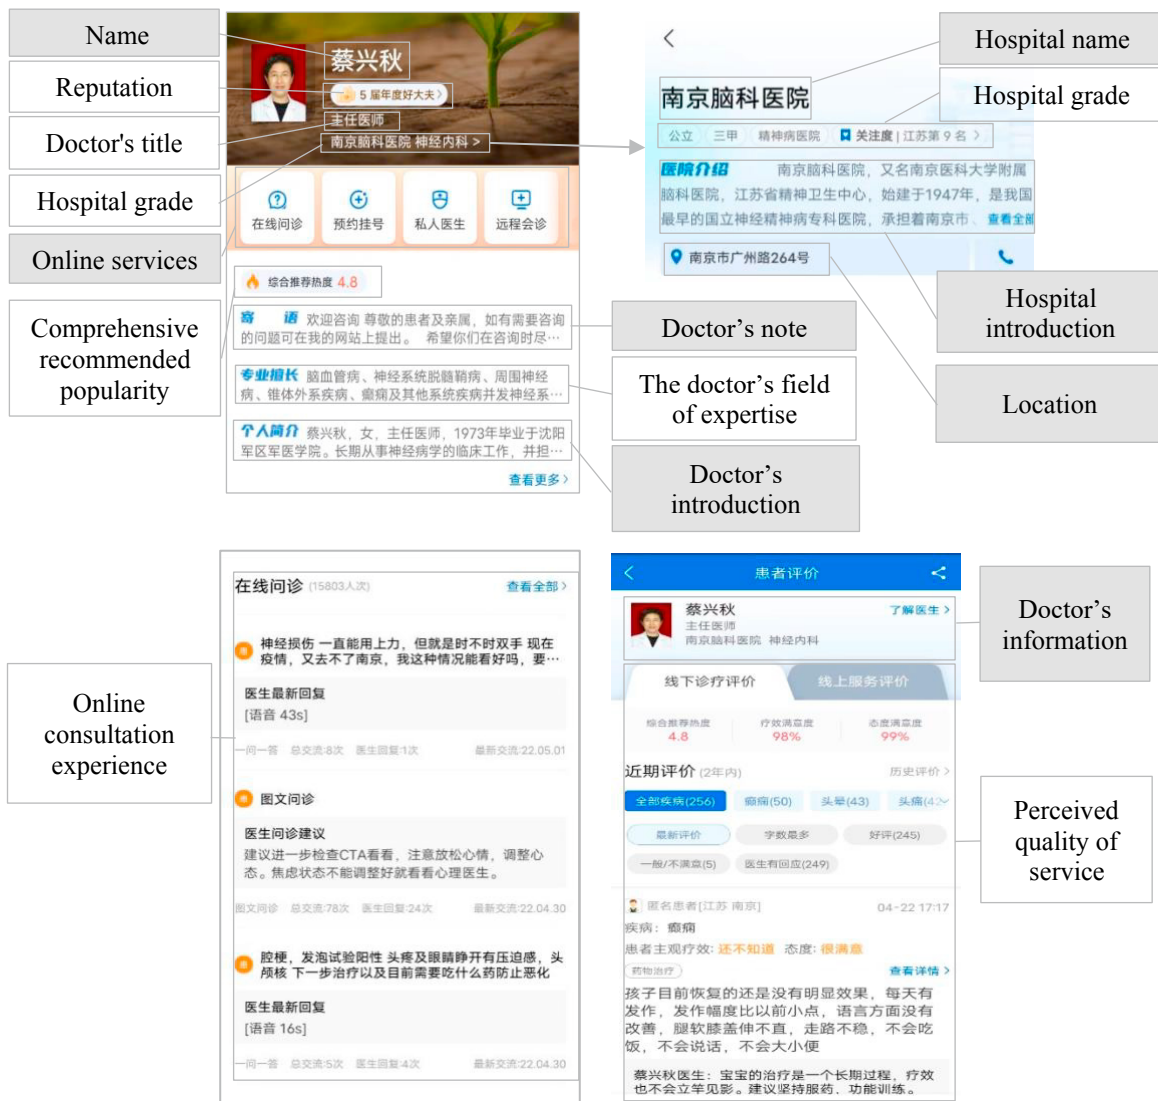 Name
Reputation
Doctor's title
Hospital grade
Online services
Comprehensive
recommended
popularity
蔡兴秋
5 届年度好大夫>
主任医师
南京脑科医院 神经内科 >
在线问诊
预约挂号
私人医生
远程会诊
综合推荐热度 4.8
寄 语 欢迎咨询 尊敬的患者及亲属，如有需要咨询
的问题可在我的网站上提出。 希望你们在咨询时尽…
专业擅长 脑血管病、神经系统脱髓鞘病、周围神经
病、锥体外系疾病、癫痫及其他系统疾病并发神经系…
个人简介 蔡兴秋，女，主任医师，1973年毕业于沈阳
军区军医学院。长期从事神经病学的临床工作，并担…
查看更多>
Doctor’s note
The doctor’s field
of expertise
Doctor’s
introduction
南京脑科医院
公立 三甲 精神病医院 关注度 | 江苏第 9 名 >
医院介绍 南京脑科医院，又名南京医科大学附属
脑科医院，江苏省精神卫生中心，始建于1947年，是我国
最早的国立神经精神病专科医院，承担着南京市、 查看全部
南京市广州路264号
Hospital name
Hospital grade
Hospital
introduction
Location
Online
consultation
experience
在线问诊 (15803人次)
查看全部>
神经损伤 一直能用上力，但就是时不时双手 现在
疫情，又去不了南京，我这种情况能看好吗，要…
医生最新回复
[语音 43s]
一问一答 总交流:8次 医生回复:1次 最新交流:22.05.01
图文问诊
医生问诊建议
建议进一步检查CTA看看，注意放松心情，调整心
态。焦虑状态不能调整好就看看心理医生。
图文问诊 总交流:78次 医生回复:24次 最新交流:22.04.30
腔梗，发泡试验阳性 头疼及眼睛睁开有压迫感，头
颅核 下一步治疗以及目前需要吃什么药防止恶化
医生最新回复
[语音 16s]
一问一答 总交流:5次 医生回复:4次 最新交流:22.04.30
患者评价
蔡兴秋
了解医生 >
主任医师
南京脑科医院 神经内科
线下诊疗评价
线上服务评价
综合推荐热度 疗效满意度 态度满意度
4.8 98% 99%
近期评价 (2年内)
历史评价 >
全部疾病(256) 癫痫(50) 头晕(43) 头痛(42
最新评价 字数最多 好评(245)
一般/不满意(5) 医生有回应(249)
匿名患者[江苏 南京] 04-22 17:17
疾病：癫痫
患者主观疗效: 还不知道 态度: 很满意
药物治疗
查看详情 >
孩子目前恢复的还是没有明显效果，每天有
发作，发作幅度比以前小点，语言方面没有
改善，腿软膝盖伸不直，走路不稳，不会吃
饭，不会说话，不会大小便
蔡兴秋医生：宝宝的治疗是一个长期过程，疗效
也不会立竿见影。建议坚持服药，功能训练。
Doctor’s
information
Perceived
quality of
service